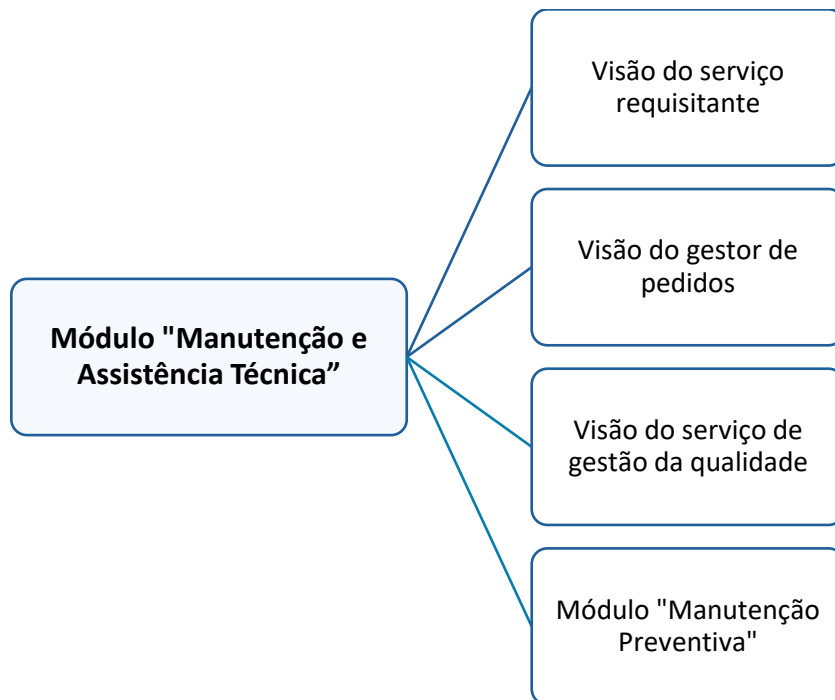 Visão do serviço
requisitante
Visão do gestor de
pedidos
Módulo "Manutenção e
Assistência Técnica”
Visão do serviço de
gestão da qualidade
Módulo "Manutenção
Preventiva"